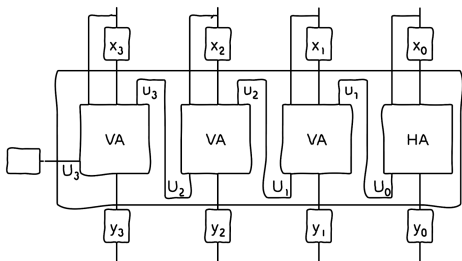 x₃ x₂ x₁ x₀
u₃ u₂ u₁
VA VA VA HA
U₃ U₂ U₁ U₀
y₃ y₂ y₁ y₀